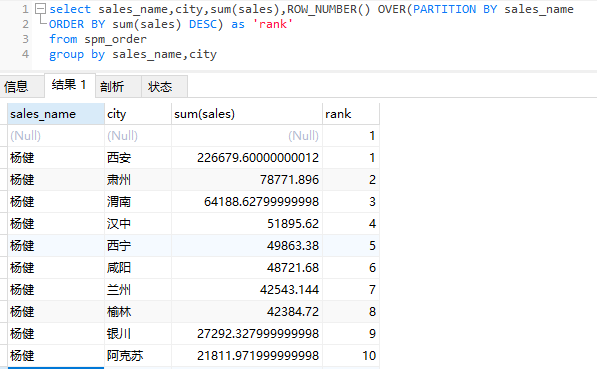 1 select sales_name,city,sum(sales),ROW_NUMBER() OVER(PARTITION BY sales_name
2 ORDER BY sum(sales) DESC) as 'rank'
3 from spm_order
4 group by sales_name,city
信息 结果 1 剖析 状态
sales_name city sum(sales) rank
(Null) (Null) (Null) 1
杨健 西安 226679.60000000012 1
杨健 肃州 78771.896 2
杨健 渭南 64188.62799999998 3
杨健 汉中 51895.62 4
杨健 西宁 49863.38 5
杨健 咸阳 48721.68 6
杨健 兰州 42543.144 7
杨健 榆林 42384.72 8
杨健 银川 27292.327999999998 9
杨健 阿克苏 21811.971999999998 10